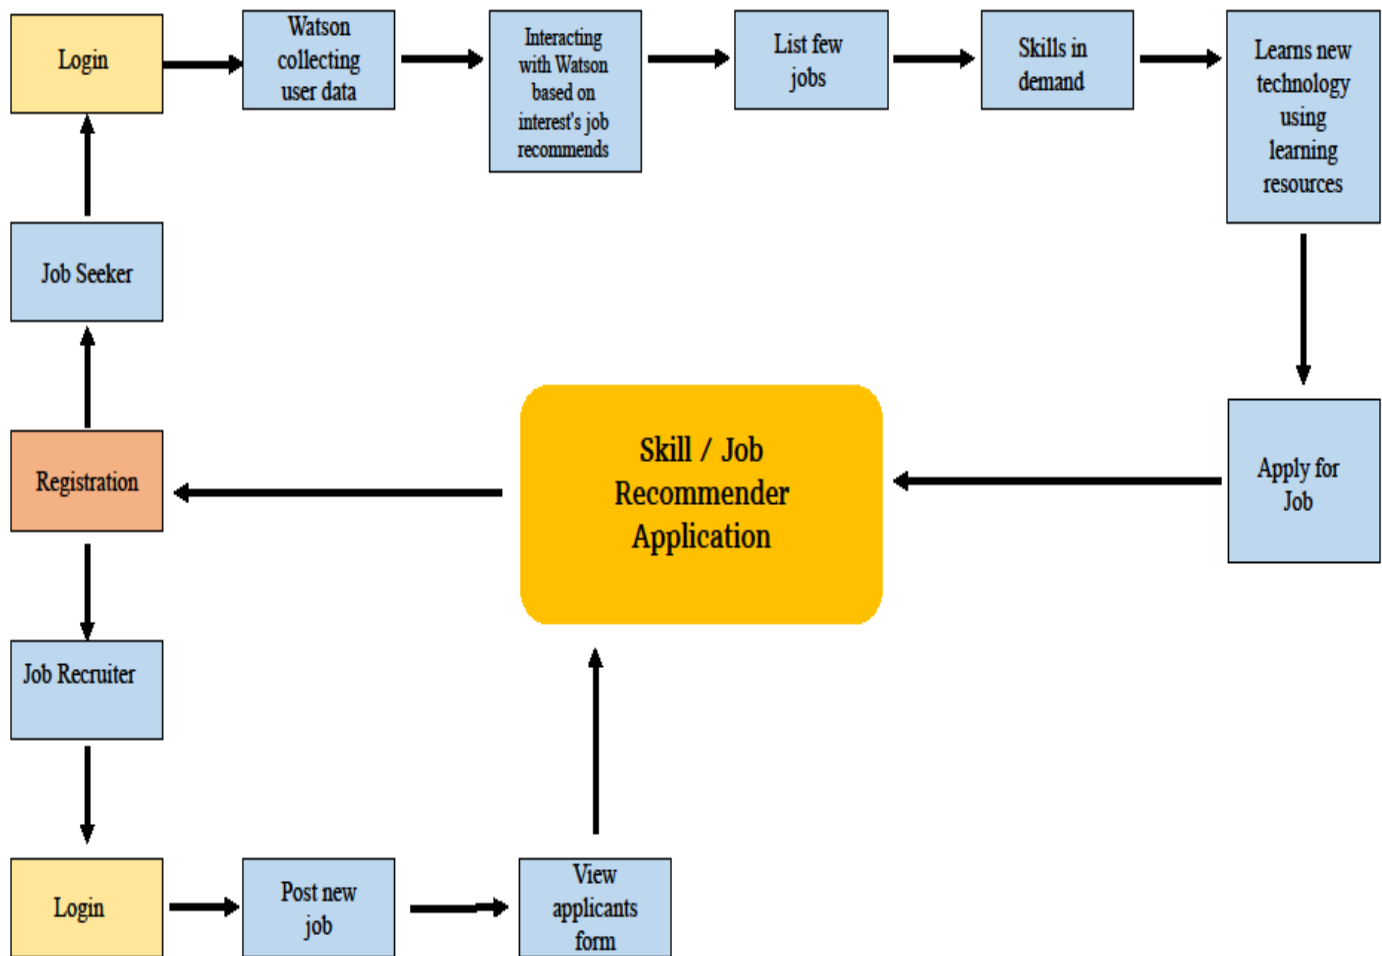 Login
Watson
collecting
user data
Interacting
with Watson
based on
interest's job
recommends
List few
jobs
Skills in
demand
Learns new
technology
using
learning
resources
Job Seeker
Registration
Skill / Job
Recommender
Application
Apply for
Job
Job Recruiter
Login
Post new
job
View
applicants
form